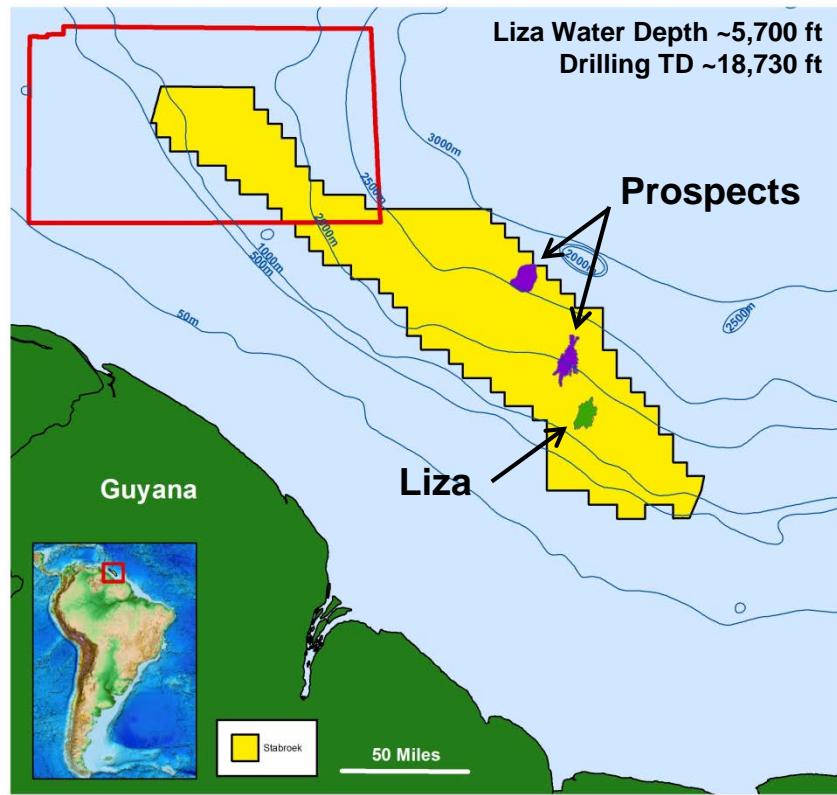 Liza Water Depth ~5,700 ft
Drilling TD ~18,730 ft
3000m
Prospects
2500m
2000m
2000m
1000m
500m
2500m
50m
Liza
Guyana
Stabroek
50 Miles